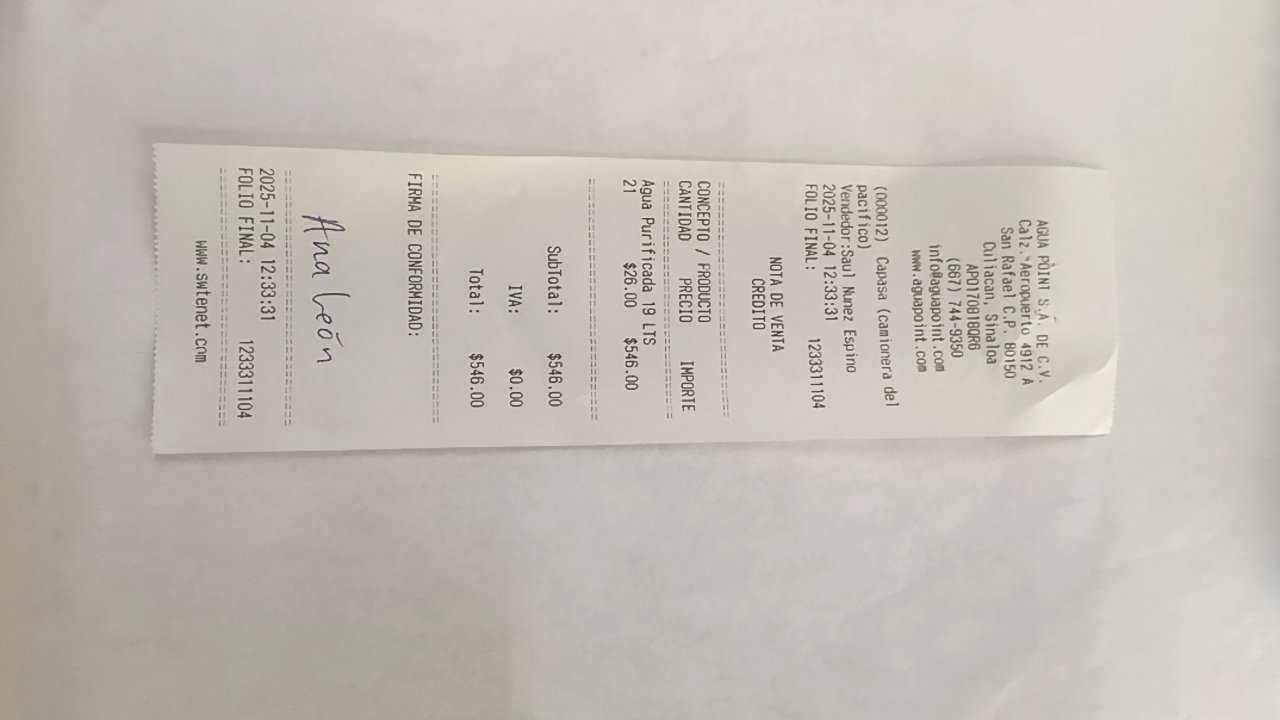 AGUA POINT S.A. DE C.V.
Calz. Aeropuerto 4912 A
San Rafael C.P. 80150
Culiacan, Sinaloa
APO170818QR6
(667) 744-9350
info@aguapoint.com
www.aguapoint.com
(000012) Capasa (camionera del
pacifico)
Vendedor:Saul Nunez Espino
2025-11-04 12:33:31
FOLIO FINAL: 1233311104
NOTA DE VENTA
CREDITO
==============================
CONCEPTO / PRODUCTO
CANTIDAD PRECIO IMPORTE
==============================
Agua Purificada 19 LTS
21 $26.00 $546.00
==============================
SubTotal: $546.00
IVA: $0.00
Total: $546.00
==============================
FIRMA DE CONFORMIDAD:
Ana León
==============================
2025-11-04 12:33:31
FOLIO FINAL: 1233311104
==============================
www.swtenet.com